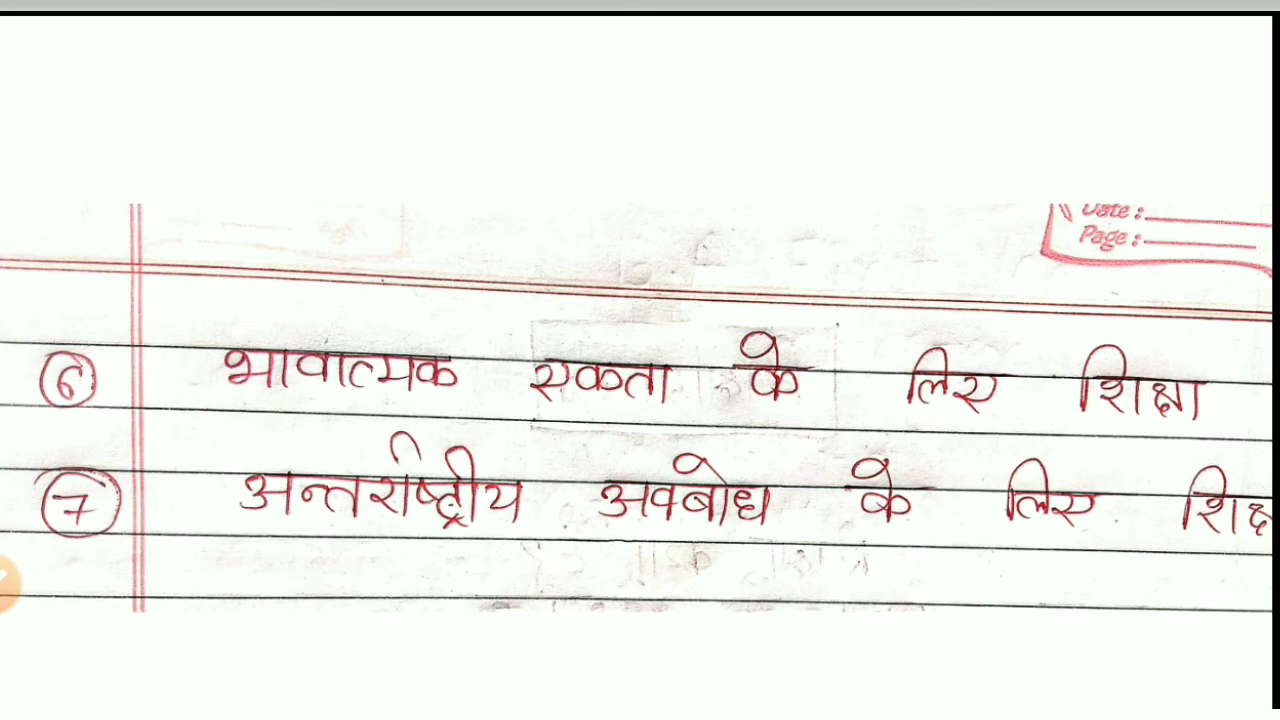 Date :
Page :
⑥ भावात्मक एकता के लिए शिक्षा
⑦ अन्तर्राष्ट्रीय अवबोध के लिए